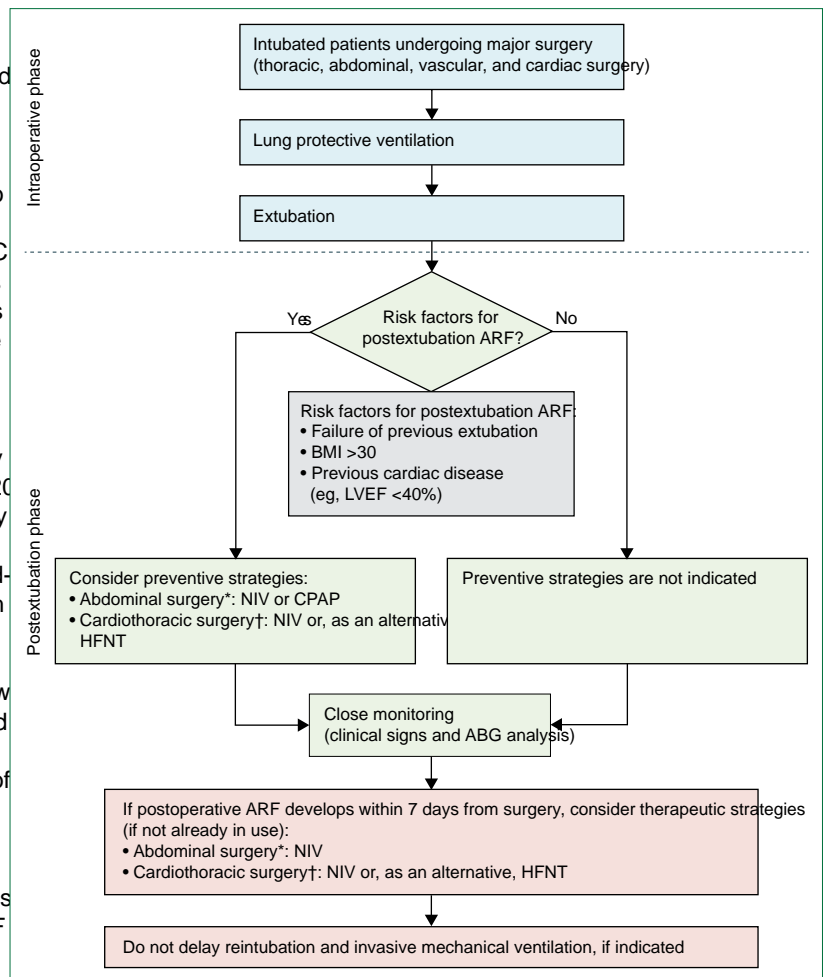 Intraoperative phase
Intubated patients undergoing major surgery
(thoracic, abdominal, vascular, and cardiac surgery)
Lung protective ventilation
Extubation
Postextubation phase
Risk factors for
postextubation ARF?
Yes
No
Risk factors for postextubation ARF:
• Failure of previous extubation
• BMI >30
• Previous cardiac disease
(eg, LVEF <40%)
Consider preventive strategies:
• Abdominal surgery*: NIV or CPAP
• Cardiothoracic surgery†: NIV or, as an alternativ
HFNT
Preventive strategies are not indicated
Close monitoring
(clinical signs and ABG analysis)
If postoperative ARF develops within 7 days from surgery, consider therapeutic strategies
(if not already in use):
• Abdominal surgery*: NIV
• Cardiothoracic surgery†: NIV or, as an alternative, HFNT
Do not delay reintubation and invasive mechanical ventilation, if indicated